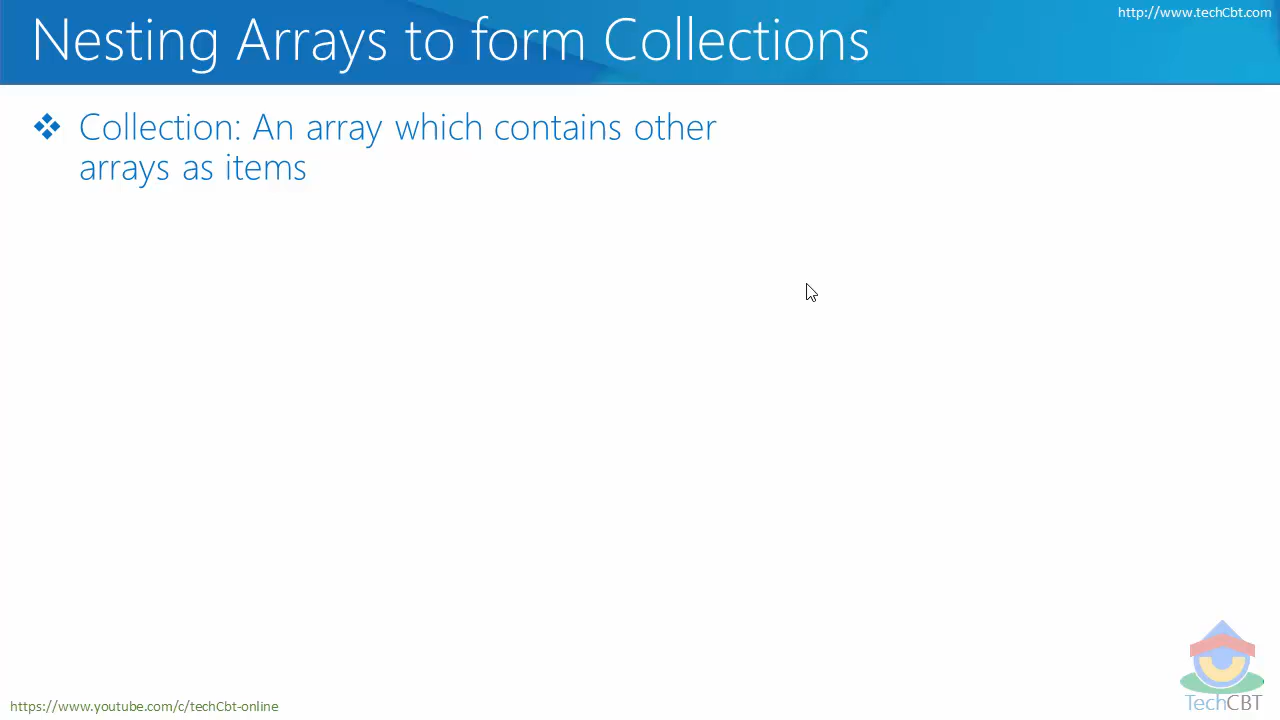 http://www.techCbt.com
Nesting Arrays to form Collections
❖ Collection: An array which contains other
arrays as items
TechCBT
https://www.youtube.com/c/techCbt-online